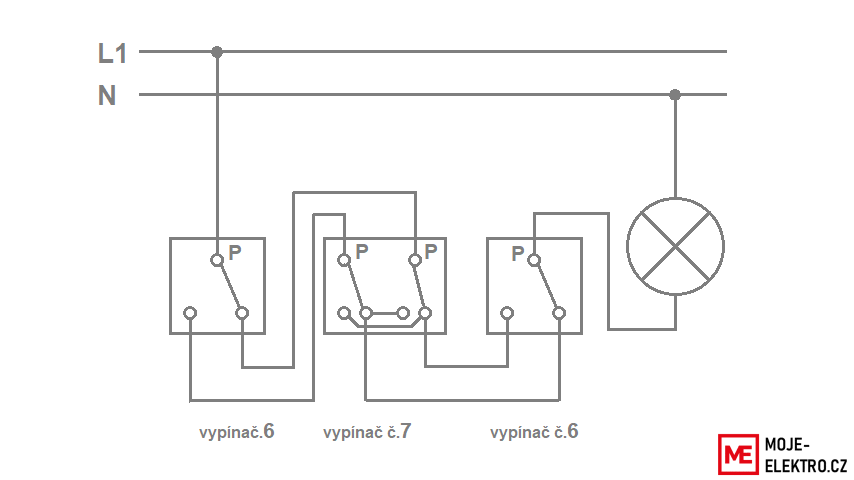 L1
N
P
P
P
P
vypínač.6
vypínač č.7
vypínač č.6
ME MOJE-
ELEKTRO.CZ